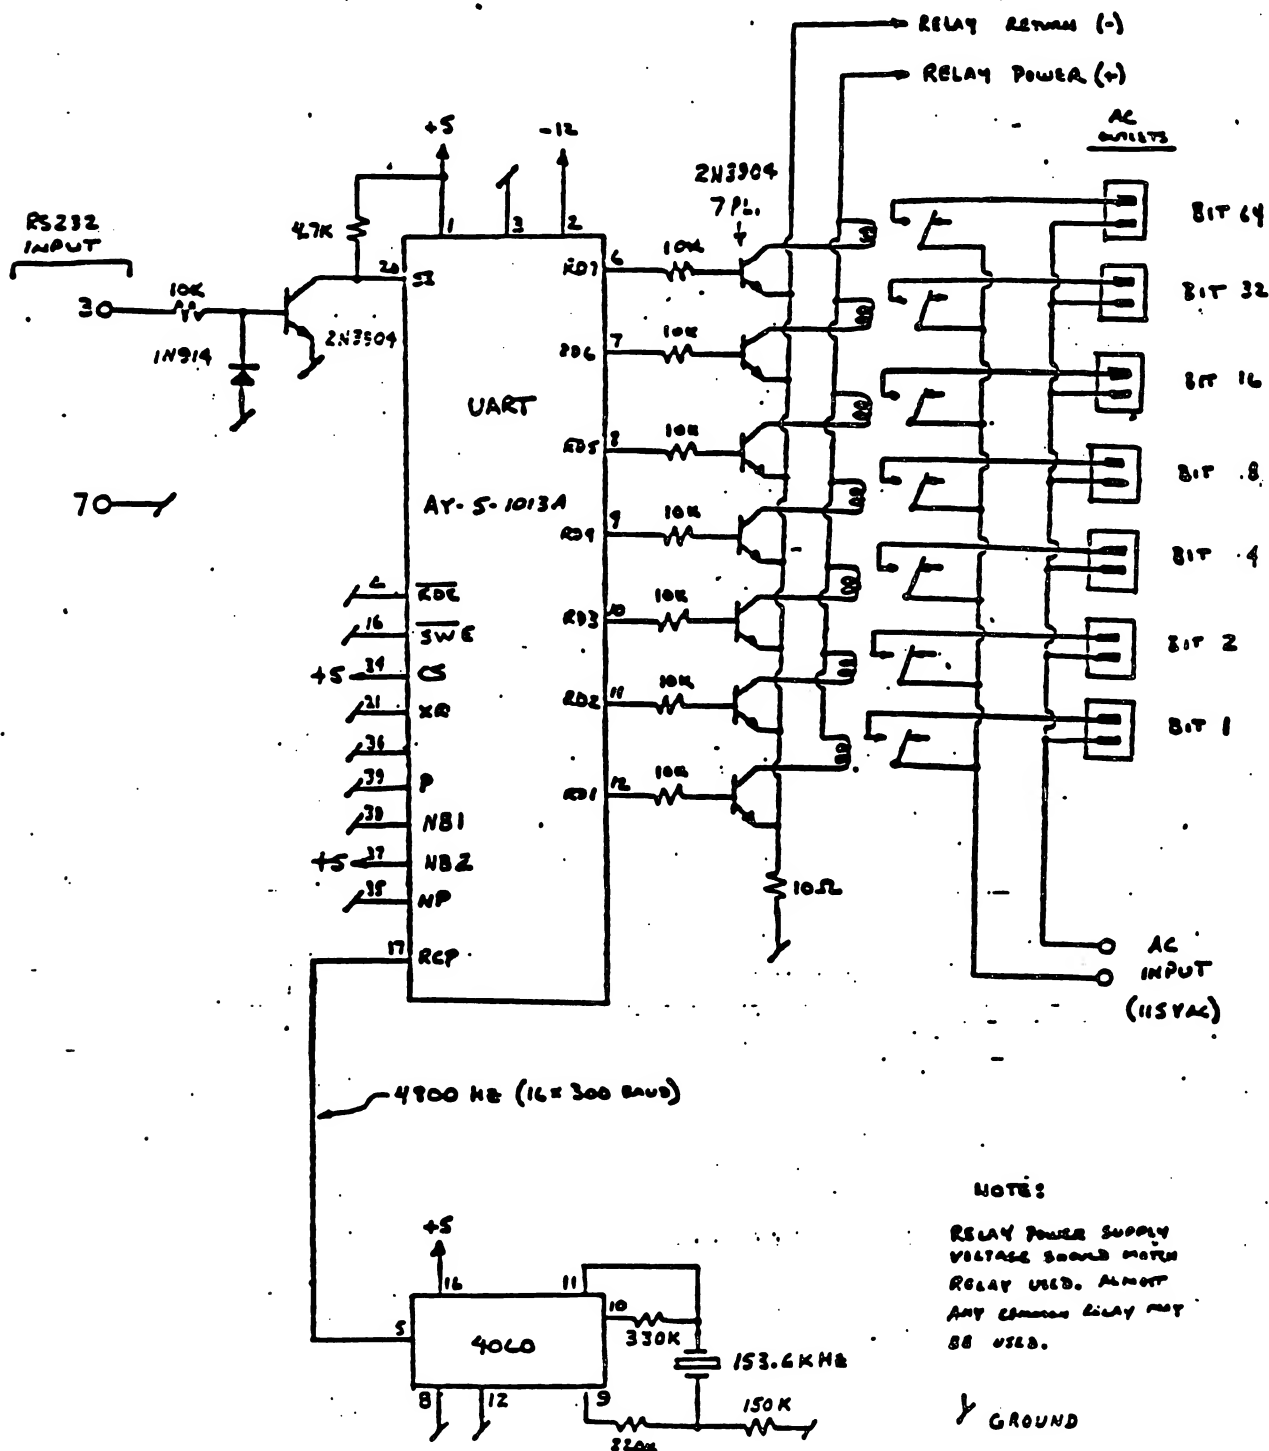 RELAY RETURN (-)
RELAY POWER (+)
AC
OUTLETS
+5
-12
2N3904
7 PL.
RS232
INPUT
4.7K
1
3
2
3
10K
20
SI
1N914
2N3904
7
UART
AY-5-1013A
RD7
6
10K
BIT 64
RD6
7
10K
BIT 32
RD5
8
10K
BIT 16
RD4
9
10K
BIT 8
RD3
10
10K
BIT 4
RD2
11
10K
BIT 2
RD1
12
10K
BIT 1
16
SWE
+5
34
CS
21
XR
36
39
P
38
NB1
+5
37
NB2
35
NP
17
RCP
10Ω
AC
INPUT
(115VAC)
4800 HZ (16 x 300 BAUD)
+5
16
11
10
330K
5
4060
153.6KHZ
8
12
9
150K
220K
NOTE:
RELAY POWER SUPPLY
VOLTAGE SHOULD MATCH
RELAY USED. ALMOST
ANY COMMON RELAY MAY
BE USED.
GROUND